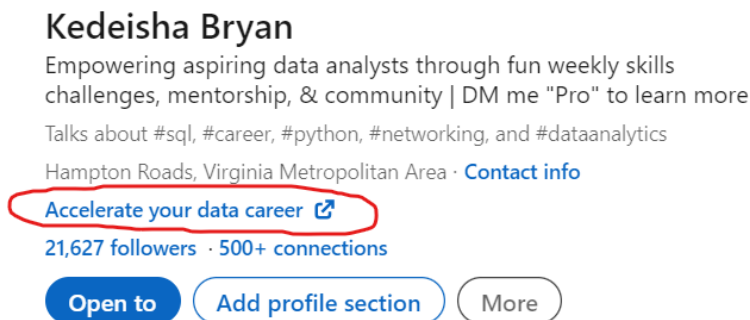 Kedeisha Bryan
Empowering aspiring data analysts through fun weekly skills
challenges, mentorship, & community | DM me "Pro" to learn more
Talks about #sql, #career, #python, #networking, and #dataanalytics
Hampton Roads, Virginia Metropolitan Area · Contact info
Accelerate your data career
21,627 followers · 500+ connections
Open to Add profile section More